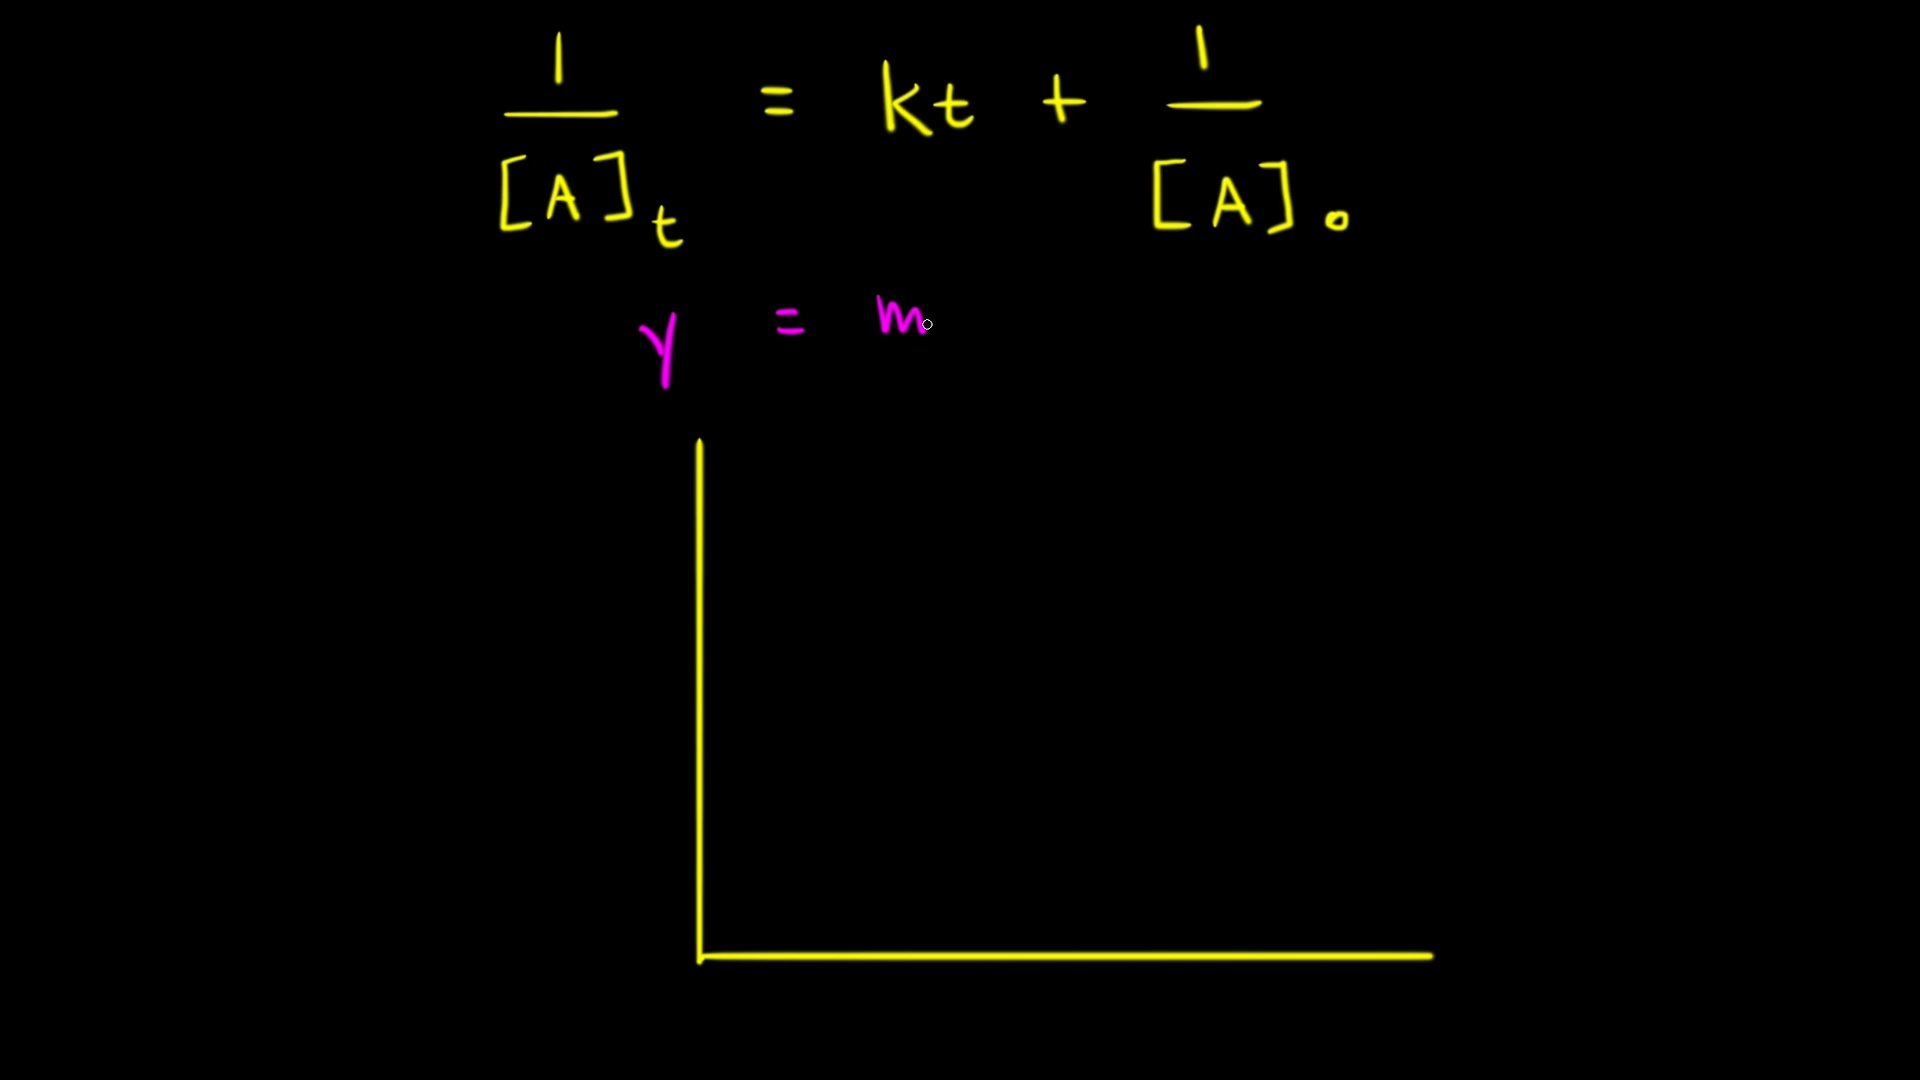 1/[A]t = kt + 1/[A]0
y = m